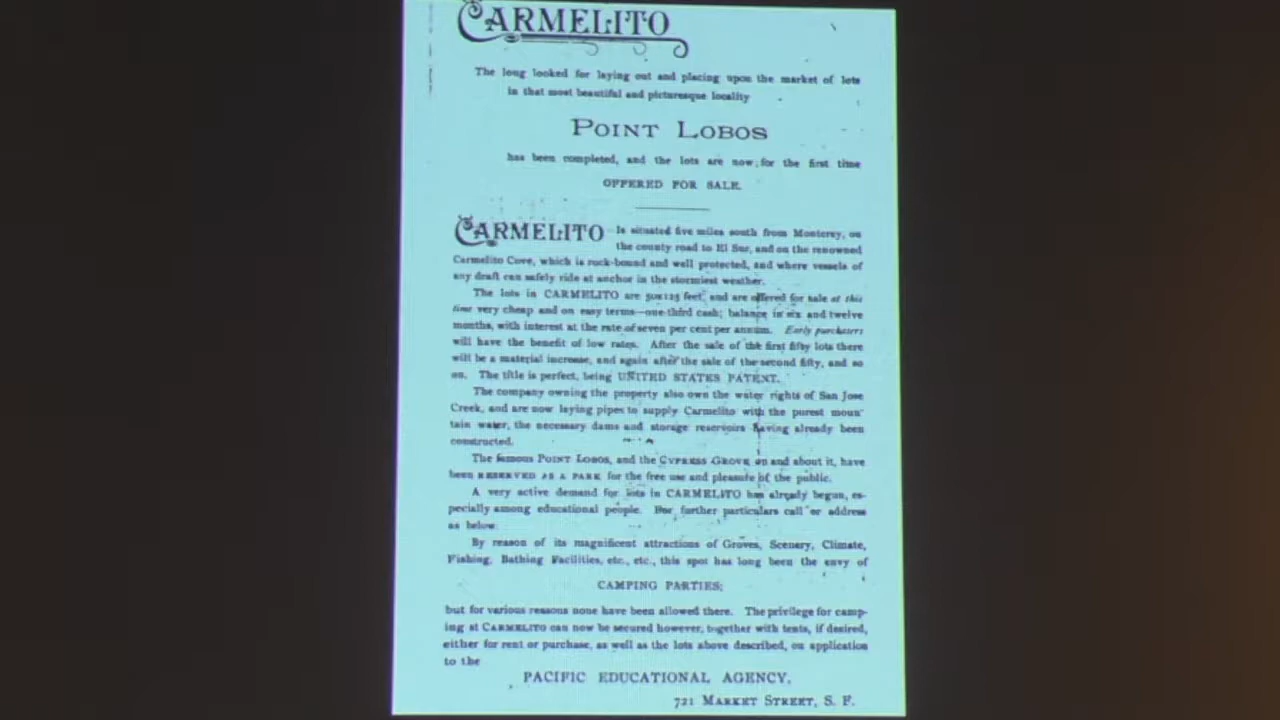 CARMELITO
The long looked for laying out and placing upon the market of lots
in that most beautiful and picturesque locality
POINT LOBOS
has been completed, and the lots are now, for the first time
OFFERED FOR SALE.
CARMELITO Is situated five miles south from Monterey, on
the county road to El Sur, and on the renowned
Carmelito Cove, which is rock-bound and well protected, and where vessels of
any draft can safely ride at anchor in the stormiest weather.
The lots in CARMELITO are 50x125 feet, and are offered for sale at this
time very cheap and on easy terms—one-third cash; balance in six and twelve
months, with interest at the rate of seven per cent per annum. Early purchasers
will have the benefit of low rates. After the sale of the first fifty lots there
will be a material increase, and again after the sale of the second fifty, and so
on. The title is perfect, being UNITED STATES PATENT.
The company owning the property also own the water rights of San Jose
Creek, and are now laying pipes to supply Carmelito with the purest moun-
tain water, the necessary dams and storage reservoirs having already been
constructed.
The famous POINT LOBOS, and the CYPRESS GROVE on and about it, have
been RESERVED AS A PARK for the free use and pleasure of the public.
A very active demand for lots in CARMELITO has already begun, es-
pecially among educational people. For further particulars call or address
as below.
By reason of its magnificent attractions of Groves, Scenery, Climate,
Fishing, Bathing Facilities, etc., etc., this spot has long been the envy of
CAMPING PARTIES;
but for various reasons none have been allowed there. The privilege for camp-
ing at CARMELITO can now be secured however, together with tents, if desired,
either for rent or purchase, as well as the lots above described, on application
to the
PACIFIC EDUCATIONAL AGENCY,
721 MARKET STREET, S. F.